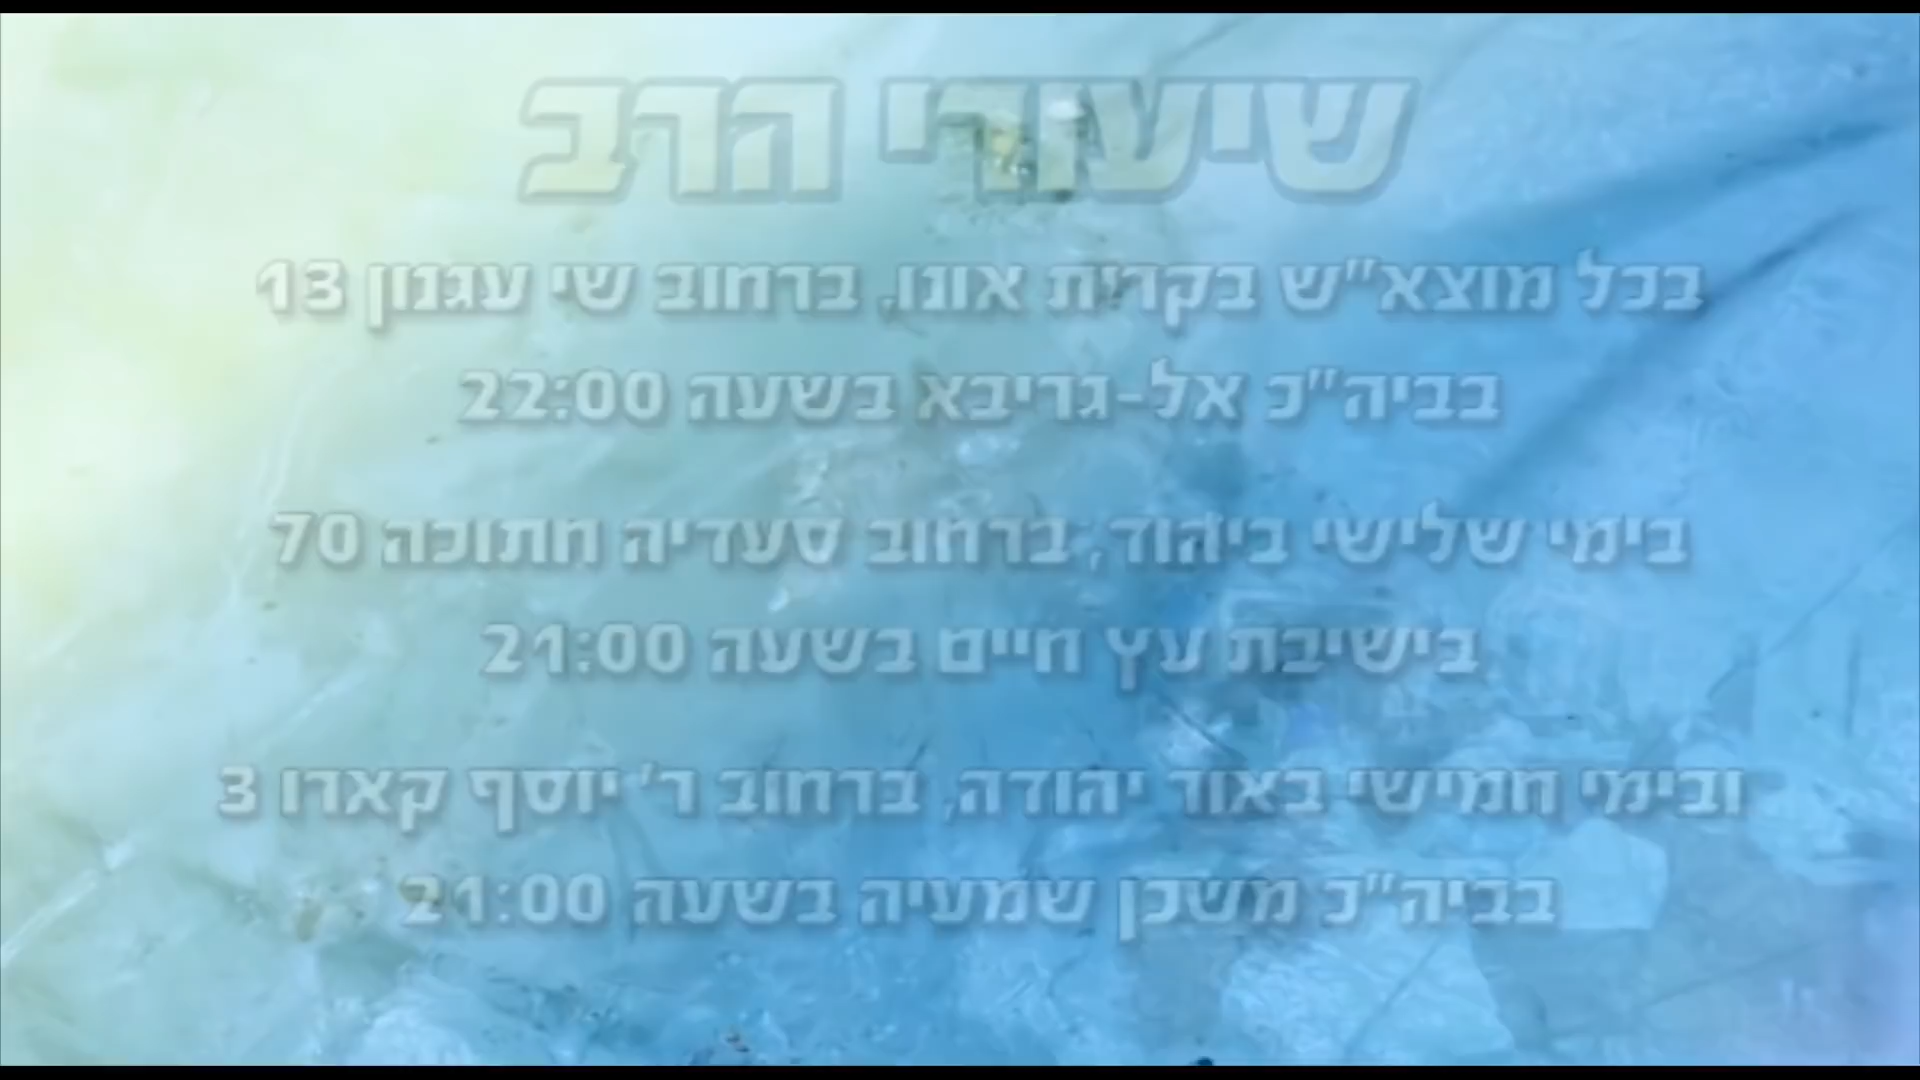 שיעורי הרב
בכל מוצא"ש בקרית אונו, ברחוב שי עגנון 13
בביה"כ אל-גריבא בשעה 22:00
בימי שלישי ביהוד, ברחוב סעדיה חתוכה 70
בישיבת עץ חיים בשעה 21:00
ובימי חמישי באור יהודה, ברחוב ר' יוסף קארו 3
בביה"כ משכן שמעיה בשעה 21:00